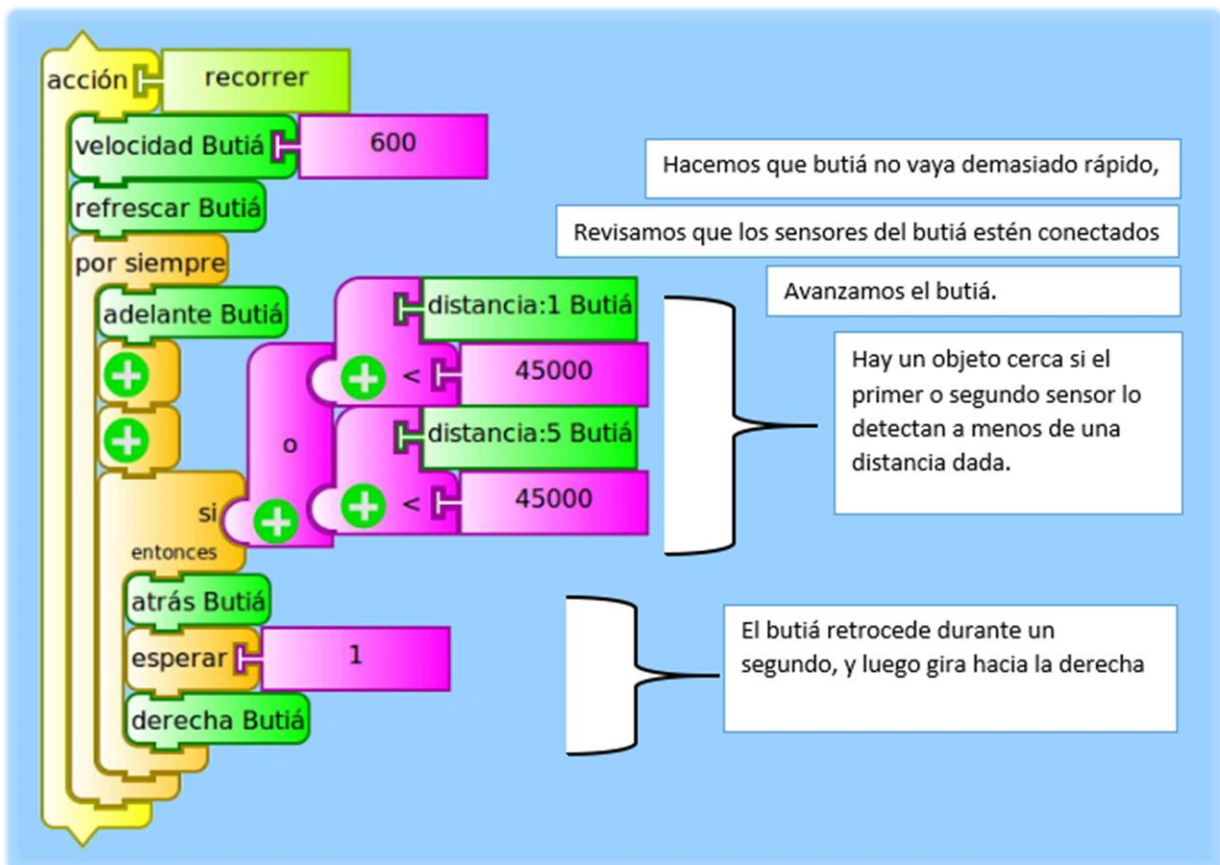 acción recorrer
velocidad Butiá 600
refrescar Butiá
por siempre
adelante Butiá
distancia:1 Butiá
< 45000
o
distancia:5 Butiá
< 45000
si
entonces
atrás Butiá
esperar 1
derecha Butiá
Hacemos que butiá no vaya demasiado rápido,
Revisamos que los sensores del butiá estén conectados
Avanzamos el butiá.
Hay un objeto cerca si el
primer o segundo sensor lo
detectan a menos de una
distancia dada.
El butiá retrocede durante un
segundo, y luego gira hacia la derecha